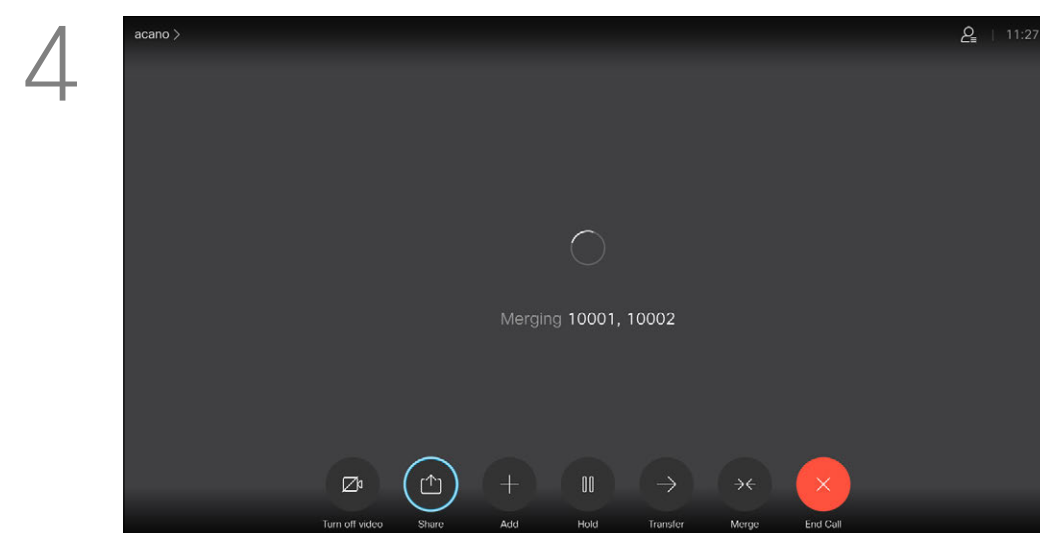 4
acano >
11:27
Merging 10001, 10002
Turn off video Share Add Hold Transfer Merge End Call